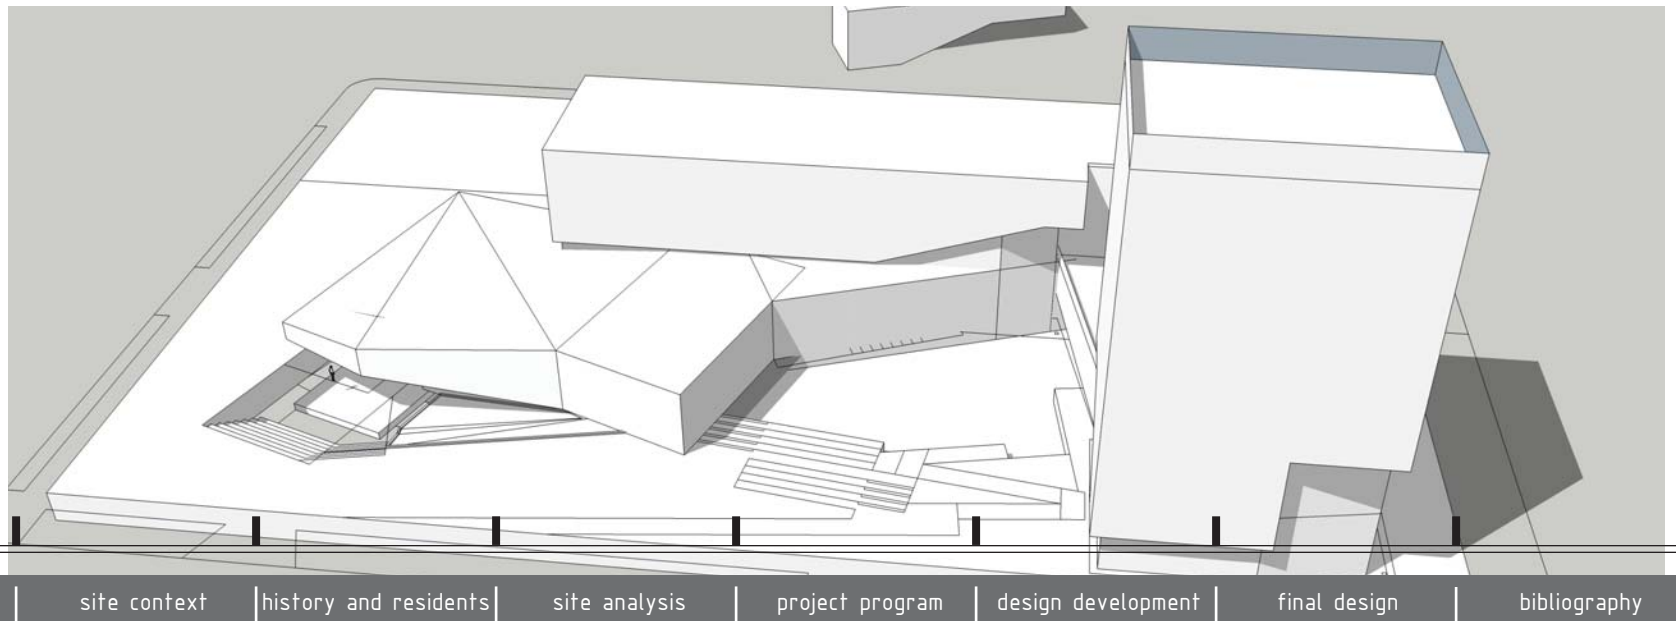 site context history and residents site analysis project program design development final design bibliography